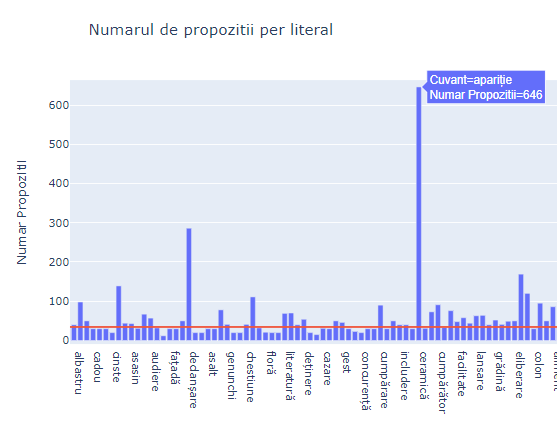 Numarul de propozitii per literal
Cuvant=apariție
Numar Propozitii=646
600
500
400
300
200
100
0
Numar Propozitii
albastru
cadou
cinste
asasin
audiere
fațadă
declanșare
asalt
genunchi
chestiune
floră
literatură
deținere
cazare
gest
concurență
cumpărare
includere
ceramică
cumpărător
facilitate
lansare
grădină
eliberare
colon